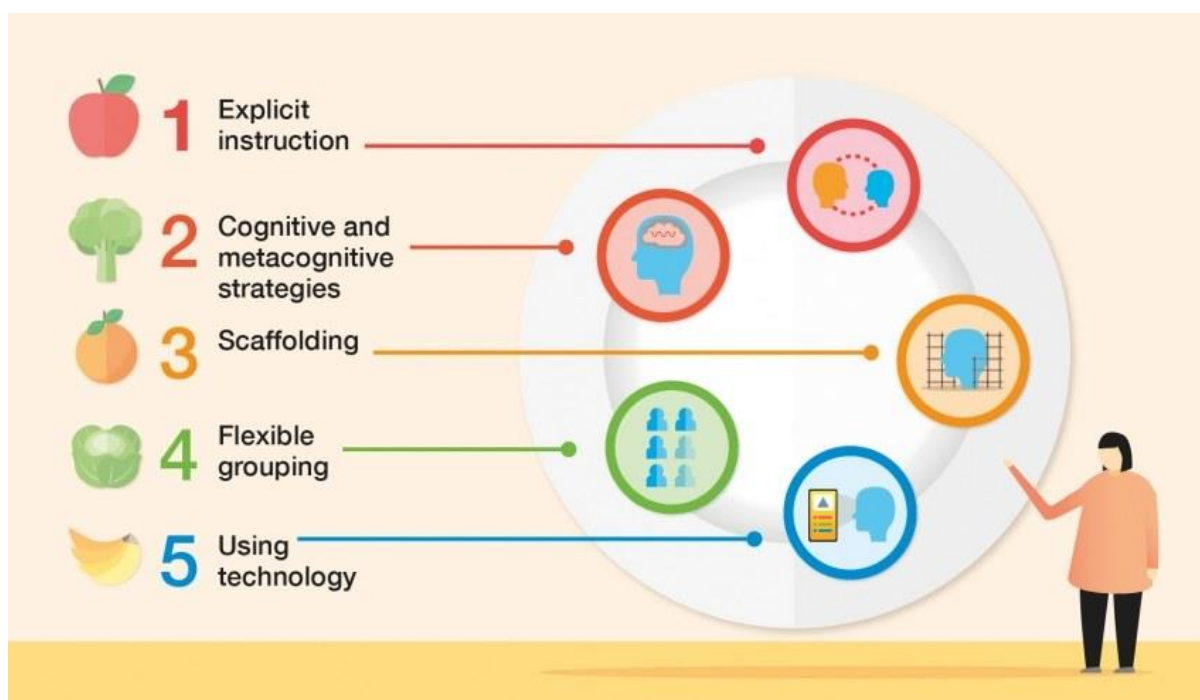 1 Explicit
instruction
2 Cognitive and
metacognitive
strategies
3 Scaffolding
4 Flexible
grouping
5 Using
technology